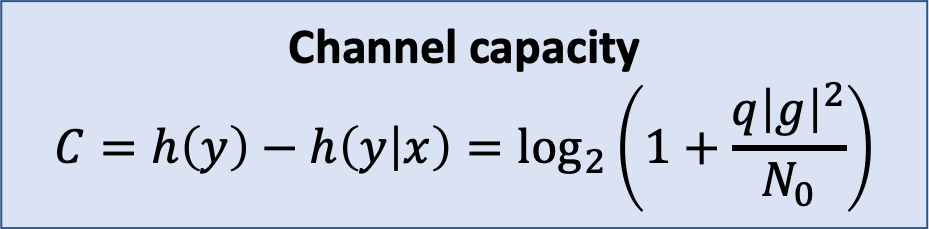 Channel capacity
C = h(y) − h(y|x) = log₂ (1 + q|g|²/N₀)